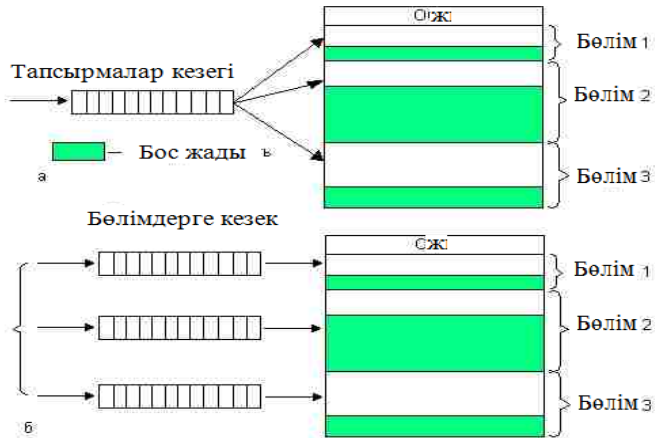 Бөлім 1
Тапсырмалар кезегі
Бөлім 2
Бос жады ь
а
Бөлім 3
Бөлімдерге кезек
Бөлім 1
Бөлім 2
Бөлім 3
б